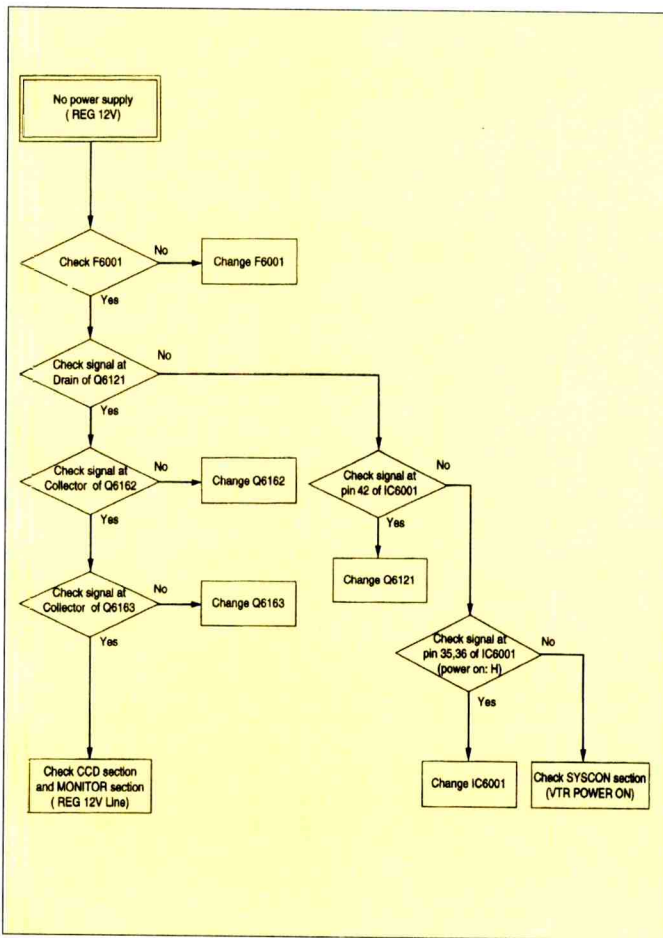 No power supply
( REG 12V)
Check F6001
No
Change F6001
Yes
Check signal at
Drain of Q6121
No
Yes
Check signal at
Collector of Q6162
No
Change Q6162
Check signal at
pin 42 of IC6001
No
Yes
Yes
Change Q6121
Check signal at
Collector of Q6163
No
Change Q6163
Yes
Check signal at
pin 35,36 of IC6001
(power on: H)
No
Yes
Check CCD section
and MONITOR section
( REG 12V Line)
Change IC6001
Check SYSCON section
(VTR POWER ON)